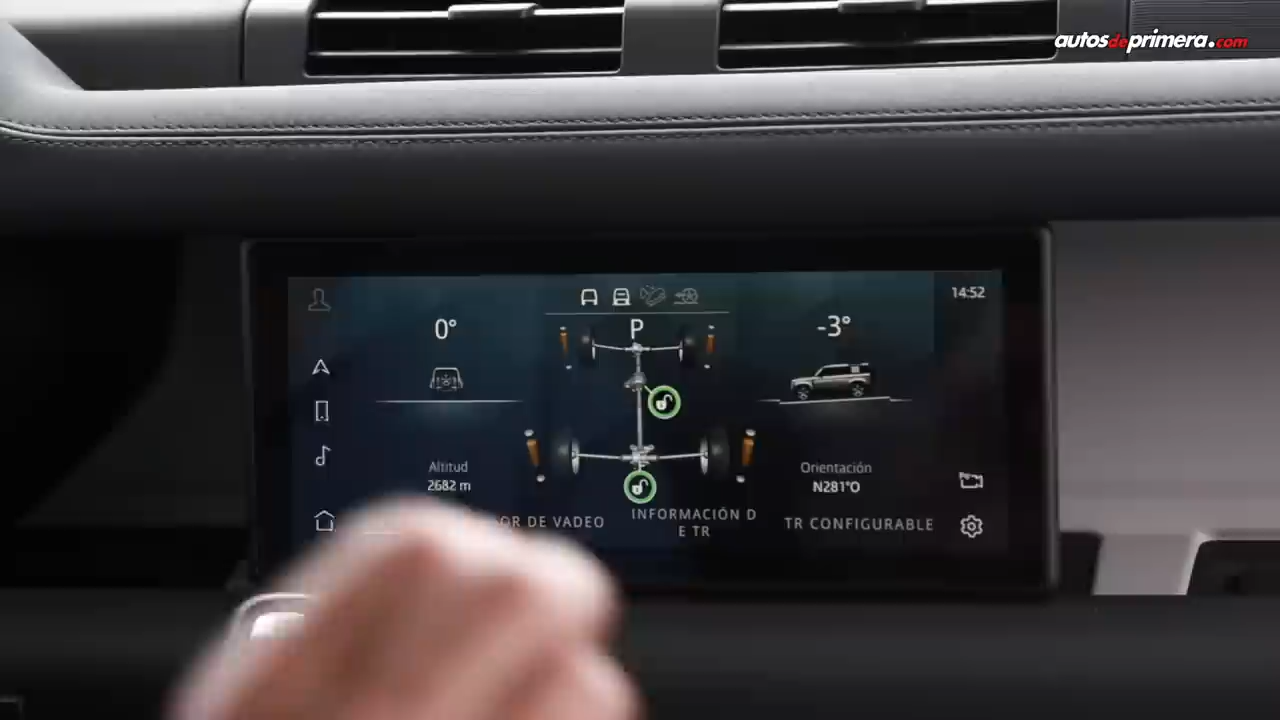 autosdeprimera.com
14:52
0°
P
-3°
Altitud
2682 m
Orientación
N281°O
OR DE VADEO
INFORMACIÓN D
E TR
TR CONFIGURABLE